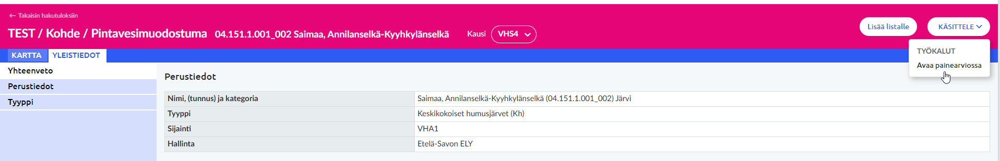 ← Takaisin hakutuloksiin
TEST / Kohde / Pintavesimuodostuma 04.151.1.001_002 Saimaa, Annilanselkä-Kyyhkylänselkä Kausi VHS4 Lisää listalle KÄSITTELE
TYÖKALUT
Avaa painearviossa
KARTTA YLEISTIEDOT
Yhteenveto
Perustiedot
Tyyppi
Perustiedot
Nimi, (tunnus) ja kategoria Saimaa, Annilanselkä-Kyyhkylänselkä (04.151.1.001_002) Järvi
Tyyppi Keskikokoiset humusjärvet (Kh)
Sijainti VHA1
Hallinta Etelä-Savon ELY